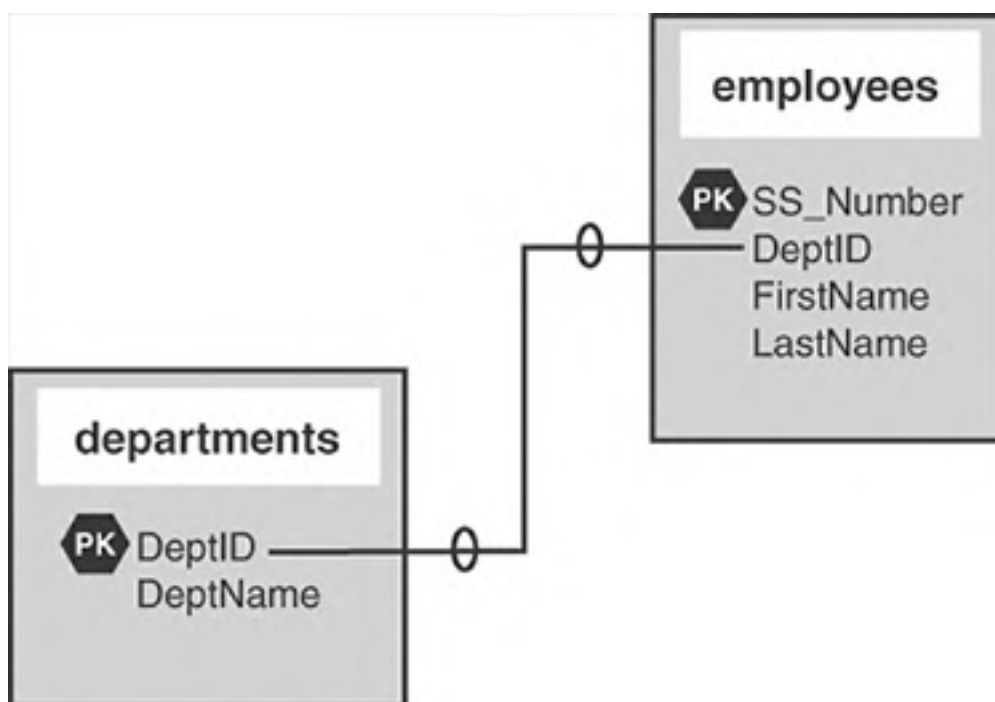 employees
PK SS_Number
DeptID
FirstName
LastName
departments
PK DeptID
DeptName